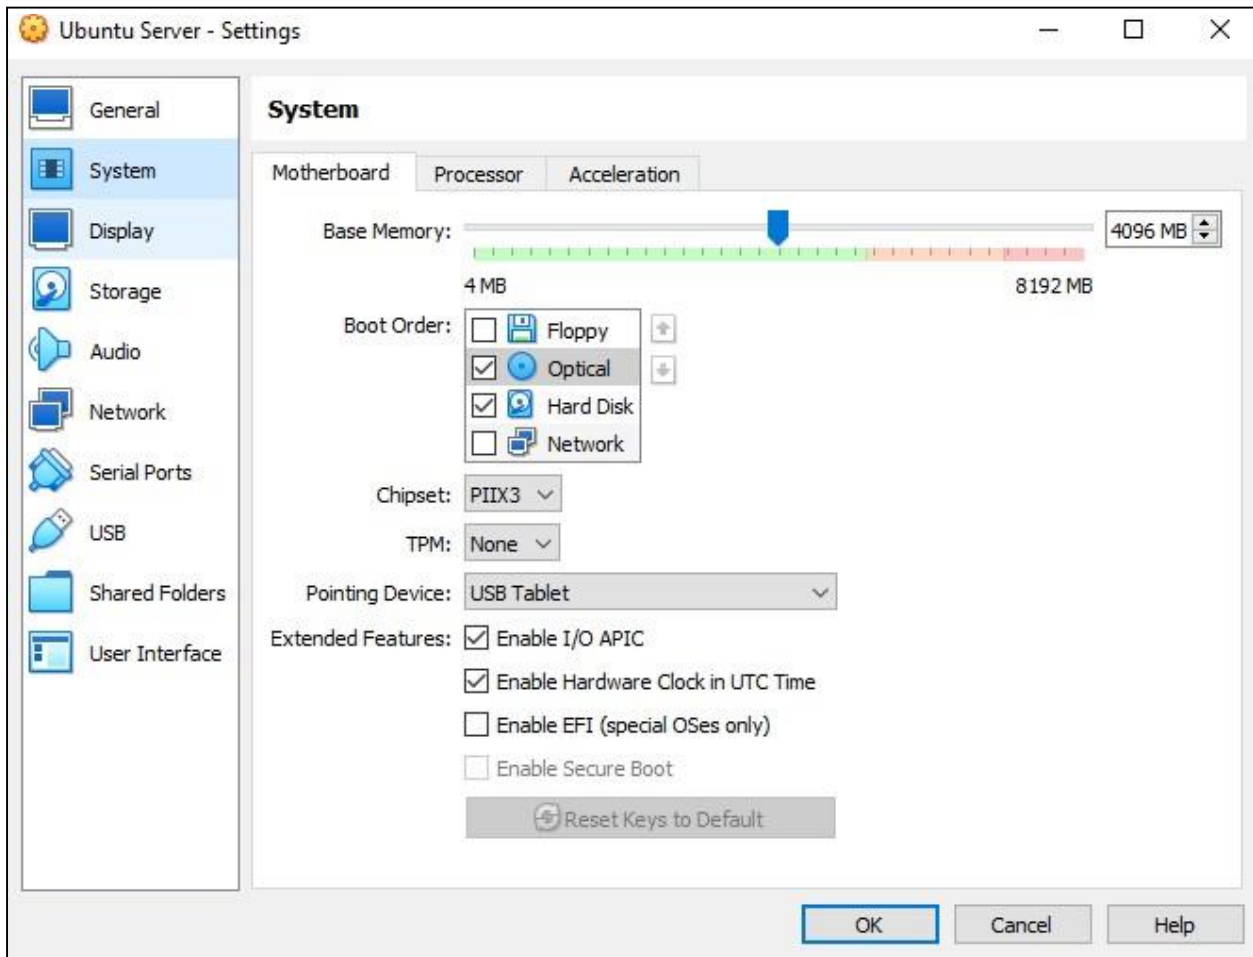 Ubuntu Server - Settings
General
System
Display
Storage
Audio
Network
Serial Ports
USB
Shared Folders
User Interface
System
Motherboard Processor Acceleration
Base Memory: 4096 MB
4 MB 8192 MB
Boot Order: Floppy
Optical
Hard Disk
Network
Chipset: PIIX3
TPM: None
Pointing Device: USB Tablet
Extended Features: Enable I/O APIC
Enable Hardware Clock in UTC Time
Enable EFI (special OSes only)
Enable Secure Boot
Reset Keys to Default
OK Cancel Help